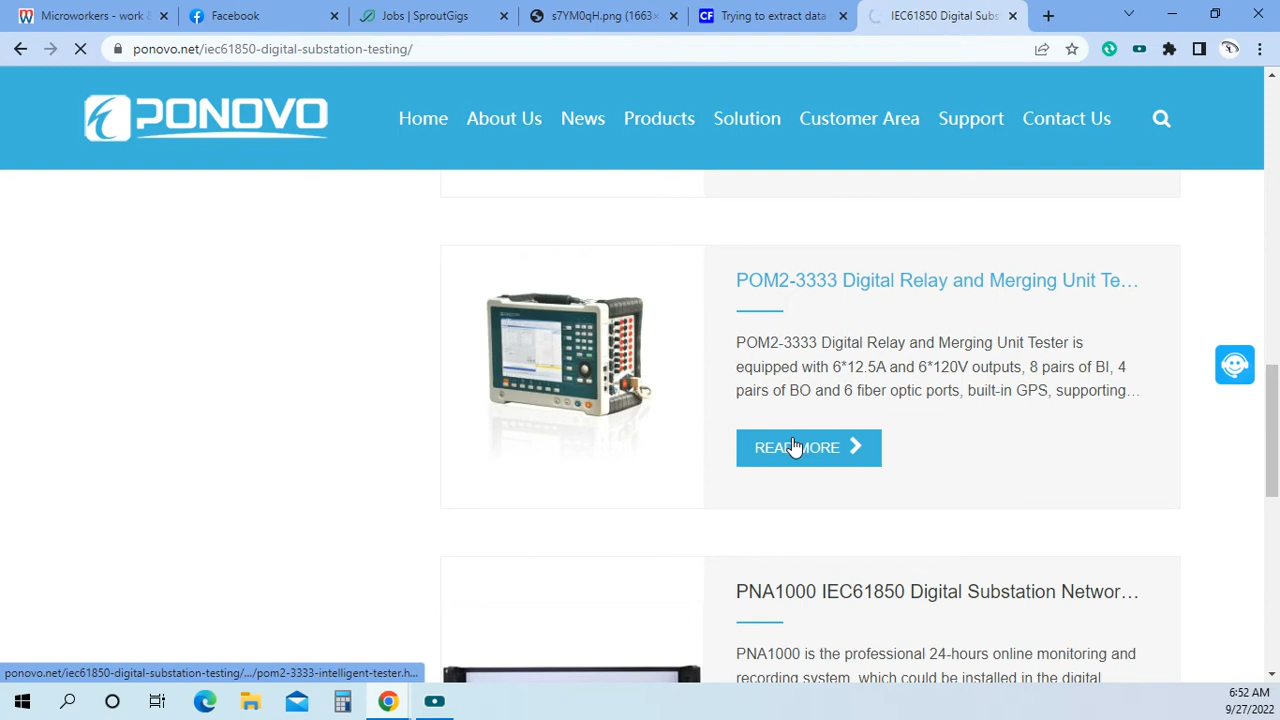 Microworkers - work &
Facebook
Jobs | SproutGigs
s7YM0qH.png (1663×
Trying to extract data
IEC61850 Digital Subs
ponovo.net/iec61850-digital-substation-testing/
PONOVO
Home
About Us
News
Products
Solution
Customer Area
Support
Contact Us
POM2-3333 Digital Relay and Merging Unit Te…
POM2-3333 Digital Relay and Merging Unit Tester is
equipped with 6*12.5A and 6*120V outputs, 8 pairs of BI, 4
pairs of BO and 6 fiber optic ports, built-in GPS, supporting…
READ MORE
PNA1000 IEC61850 Digital Substation Networ…
PNA1000 is the professional 24-hours online monitoring and
recording system, which could be installed in the digital
ponovo.net/iec61850-digital-substation-testing/.../pom2-3333-intelligent-tester.h...
6:52 AM
9/27/2022